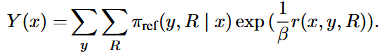 Y(x) = ∑_y ∑_R π_ref(y, R | x) exp (1/β r(x, y, R)).